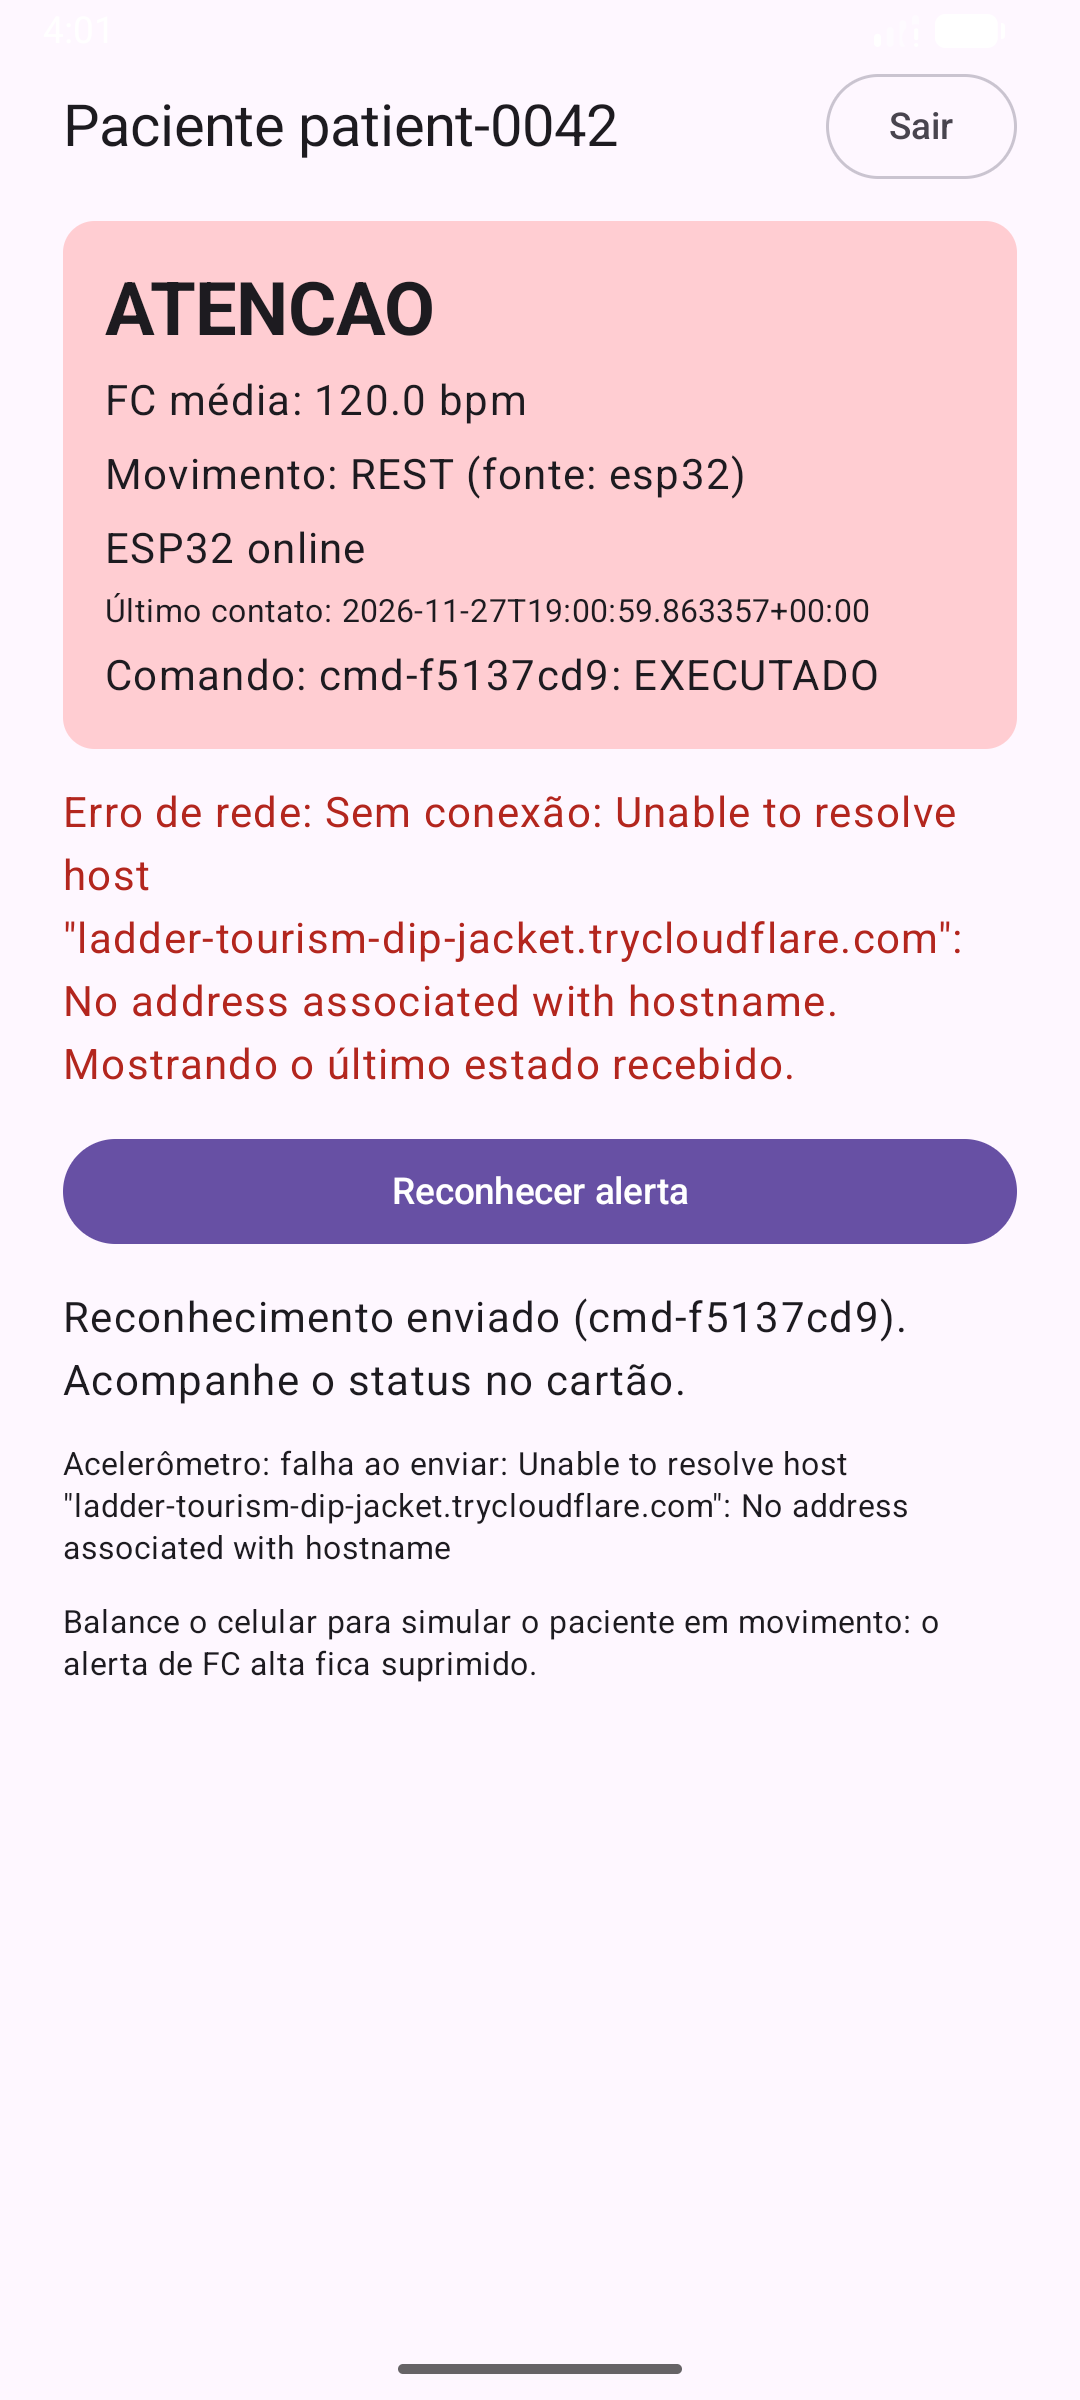 4:01
Paciente patient-0042
Sair
ATENCAO
FC média: 120.0 bpm
Movimento: REST (fonte: esp32)
ESP32 online
Último contato: 2026-11-27T19:00:59.863357+00:00
Comando: cmd-f5137cd9: EXECUTADO
Erro de rede: Sem conexão: Unable to resolve
host
"ladder-tourism-dip-jacket.trycloudflare.com":
No address associated with hostname.
Mostrando o último estado recebido.
Reconhecer alerta
Reconhecimento enviado (cmd-f5137cd9).
Acompanhe o status no cartão.
Acelerômetro: falha ao enviar: Unable to resolve host
"ladder-tourism-dip-jacket.trycloudflare.com": No address
associated with hostname
Balance o celular para simular o paciente em movimento: o
alerta de FC alta fica suprimido.